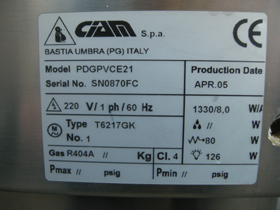 CIAM S.p.a.
BASTIA UMBRA (PG) ITALY
Model PDGPVCE21
Serial No. SN0870FC
Production Date
APR.05
220 V/1 ph/60 Hz
1330/8,0 W/A
M Type T6217GK
No. 1
// W
80 W
Gas R404A // Kg Cl. 4
126 W
Pmax // psig
Pmin // psig